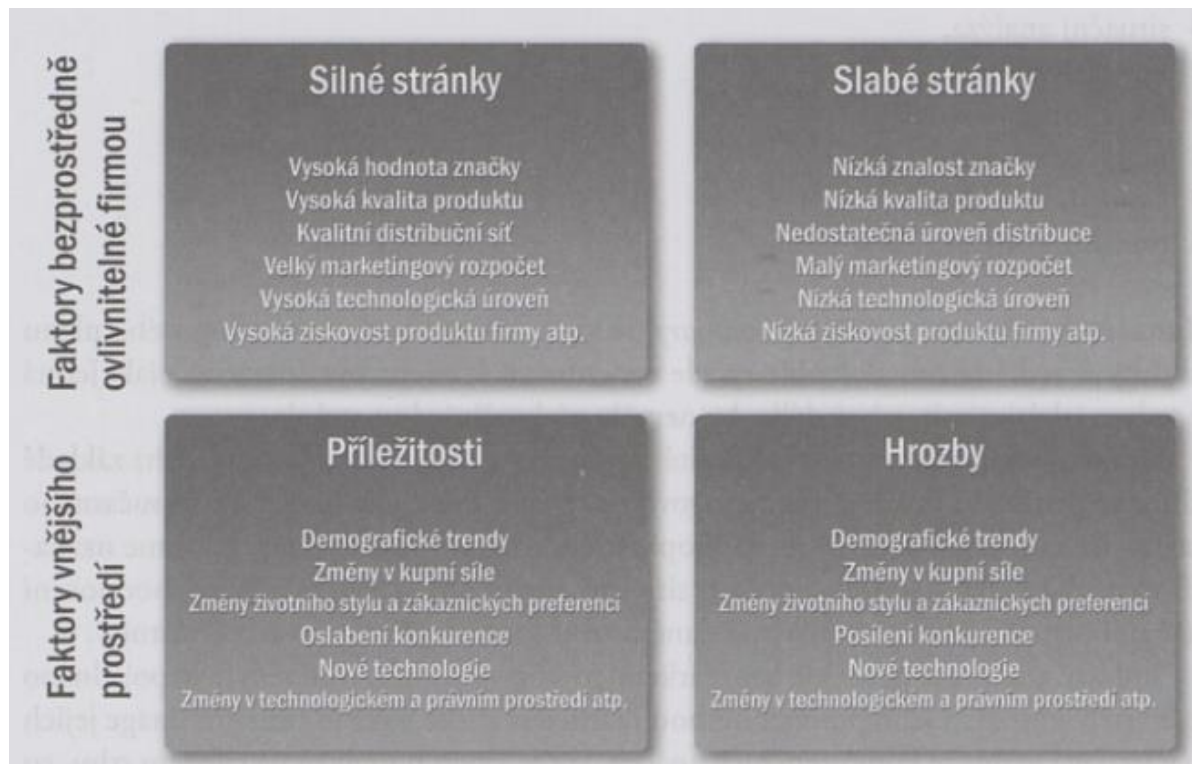 situační analýze.
Faktory bezprostředně
ovlivnitelné firmou
Silné stránky
Vysoká hodnota značky
Vysoká kvalita produktu
Kvalitní distribuční síť
Velký marketingový rozpočet
Vysoká technologická úroveň
Vysoká ziskovost produktu firmy atp.
Slabé stránky
Nízká znalost značky
Nízká kvalita produktu
Nedostatečná úroveň distribuce
Malý marketingový rozpočet
Nízká technologická úroveň
Nízká ziskovost produktu firmy atp.
Faktory vnějšího
prostředí
Příležitosti
Demografické trendy
Změny v kupní síle
Změny životního stylu a zákaznických preferencí
Oslabení konkurence
Nové technologie
Změny v technologickém a právním prostředí atp.
Hrozby
Demografické trendy
Změny v kupní síle
Změny životního stylu a zákaznických preferencí
Posílení konkurence
Nové technologie
Změny v technologickém a právním prostředí atp.